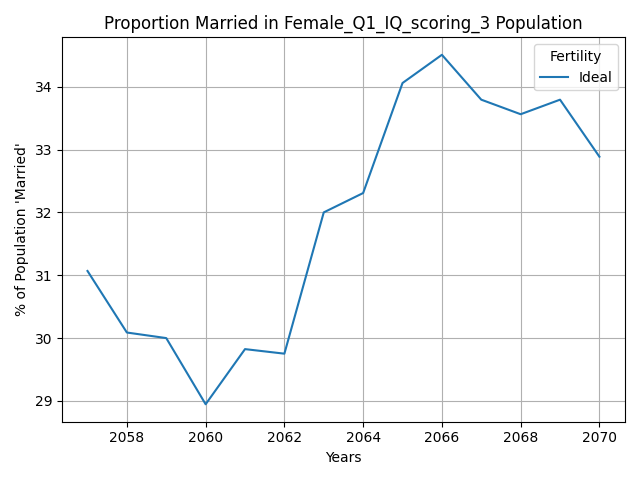 Proportion Married in Female_Q1_IQ_scoring_3 Population
Fertility
Ideal
% of Population 'Married'
34
33
32
31
30
29
2058 2060 2062 2064 2066 2068 2070
Years